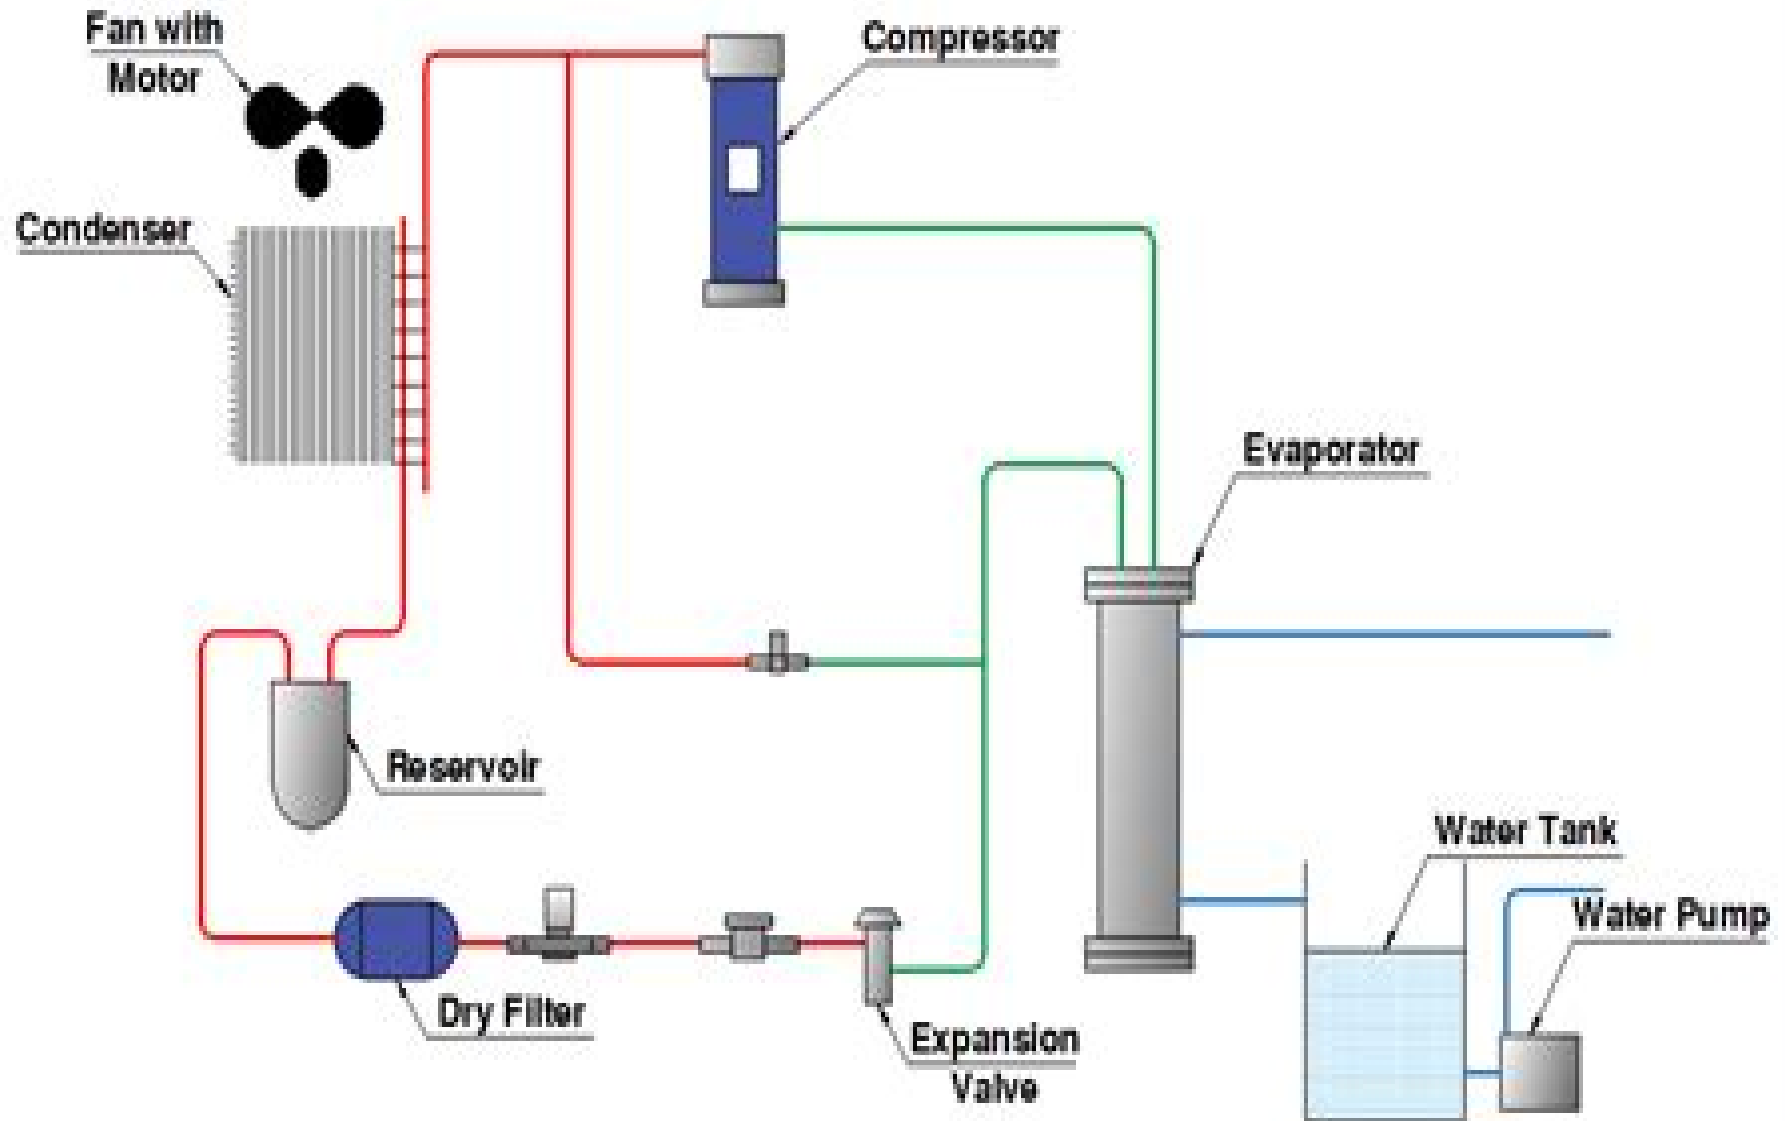 Fan with
Motor
Compressor
Condenser
Evaporator
Reservoir
Water Tank
Water Pump
Dry Filter
Expansion
Valve